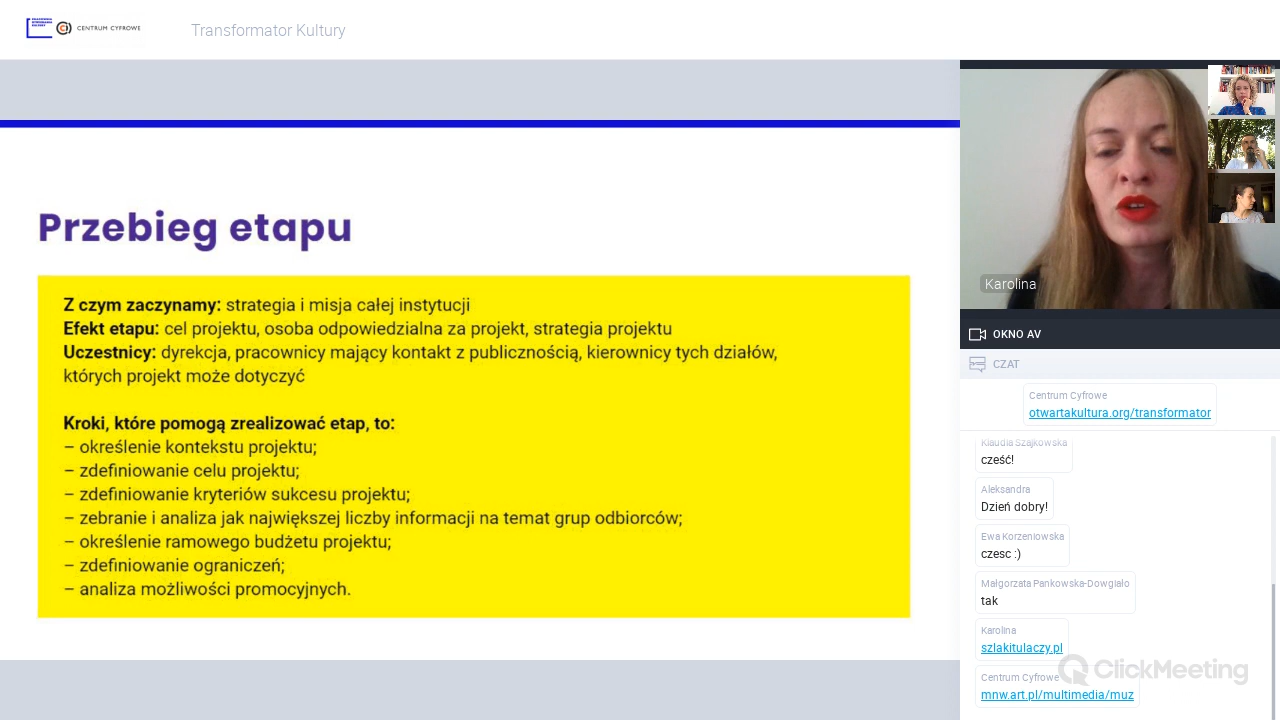 CENTRUM CYFROWE
Transformator Kultury
Przebieg etapu
Z czym zaczynamy: strategia i misja całej instytucji
Efekt etapu: cel projektu, osoba odpowiedzialna za projekt, strategia projektu
Uczestnicy: dyrekcja, pracownicy mający kontakt z publicznością, kierownicy tych działów,
których projekt może dotyczyć
Kroki, które pomogą zrealizować etap, to:
– określenie kontekstu projektu;
– zdefiniowanie celu projektu;
– zdefiniowanie kryteriów sukcesu projektu;
– zebranie i analiza jak największej liczby informacji na temat grup odbiorców;
– określenie ramowego budżetu projektu;
– zdefiniowanie ograniczeń;
– analiza możliwości promocyjnych.
Karolina
OKNO AV
CZAT
Centrum Cyfrowe
otwartakultura.org/transformator
Klaudia Szajkowska
cześć!
Aleksandra
Dzień dobry!
Ewa Korzeniowska
czesc :)
Małgorzata Pankowska-Dowgiało
tak
Karolina
szlakitulaczy.pl
Centrum Cyfrowe
mnw.art.pl/multimedia/muz
ClickMeeting